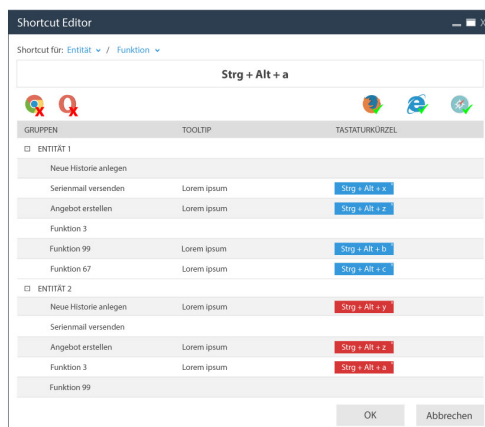 Shortcut Editor
Shortcut für: Entität / Funktion
Strg + Alt + a
GRUPPEN TOOLTIP TASTATURKÜRZEL
ENTITÄT 1
Neue Historie anlegen
Serienmail versenden Lorem ipsum Strg + Alt + x
Angebot erstellen Lorem ipsum Strg + Alt + z
Funktion 3
Funktion 99 Lorem ipsum Strg + Alt + b
Funktion 67 Lorem ipsum Strg + Alt + c
ENTITÄT 2
Neue Historie anlegen Lorem ipsum Strg + Alt + y
Serienmail versenden
Angebot erstellen Lorem ipsum Strg + Alt + z
Funktion 3 Lorem ipsum Strg + Alt + a
Funktion 99
OK Abbrechen